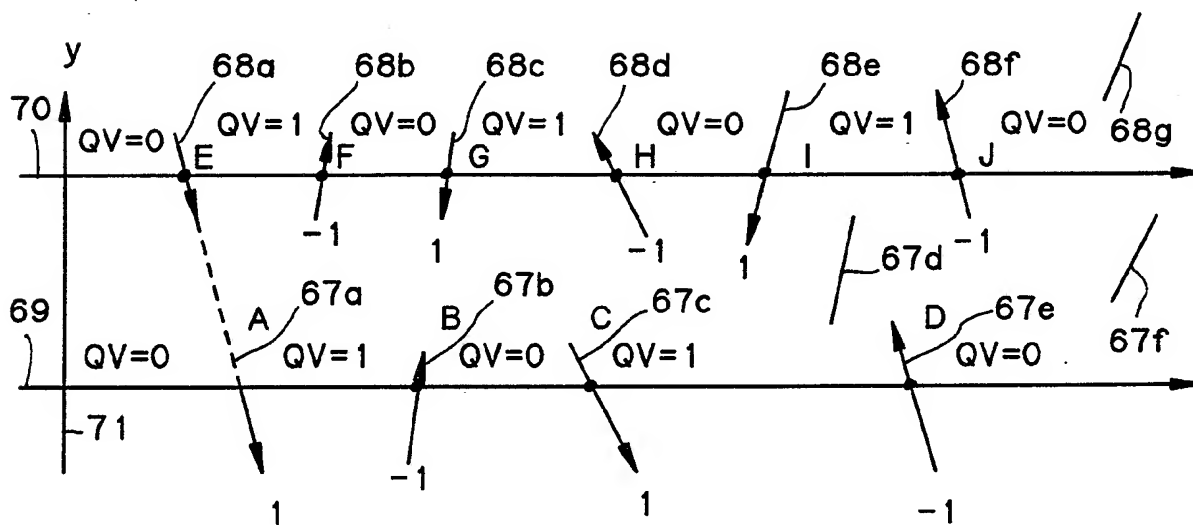 y
68a 68b 68c 68d 68e 68f
70 QV=0 QV=1 QV=0 QV=1 QV=0 QV=1 QV=0 68g
E F G H I J
-1 1 -1 1 -1
67a 67b 67c 67d 67e 67f
69 A B C D
QV=0 QV=1 QV=0 QV=1 QV=0
71
1 -1 1 -1